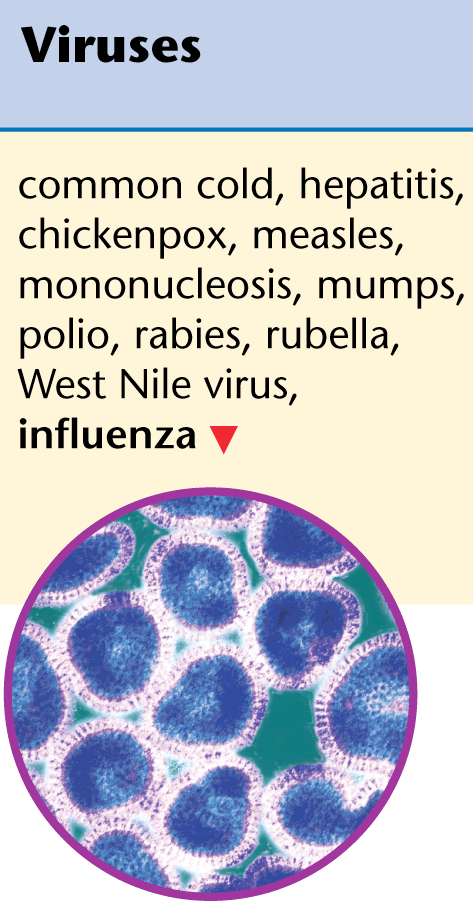 Viruses
common cold, hepatitis,
chickenpox, measles,
mononucleosis, mumps,
polio, rabies, rubella,
West Nile virus,
influenza